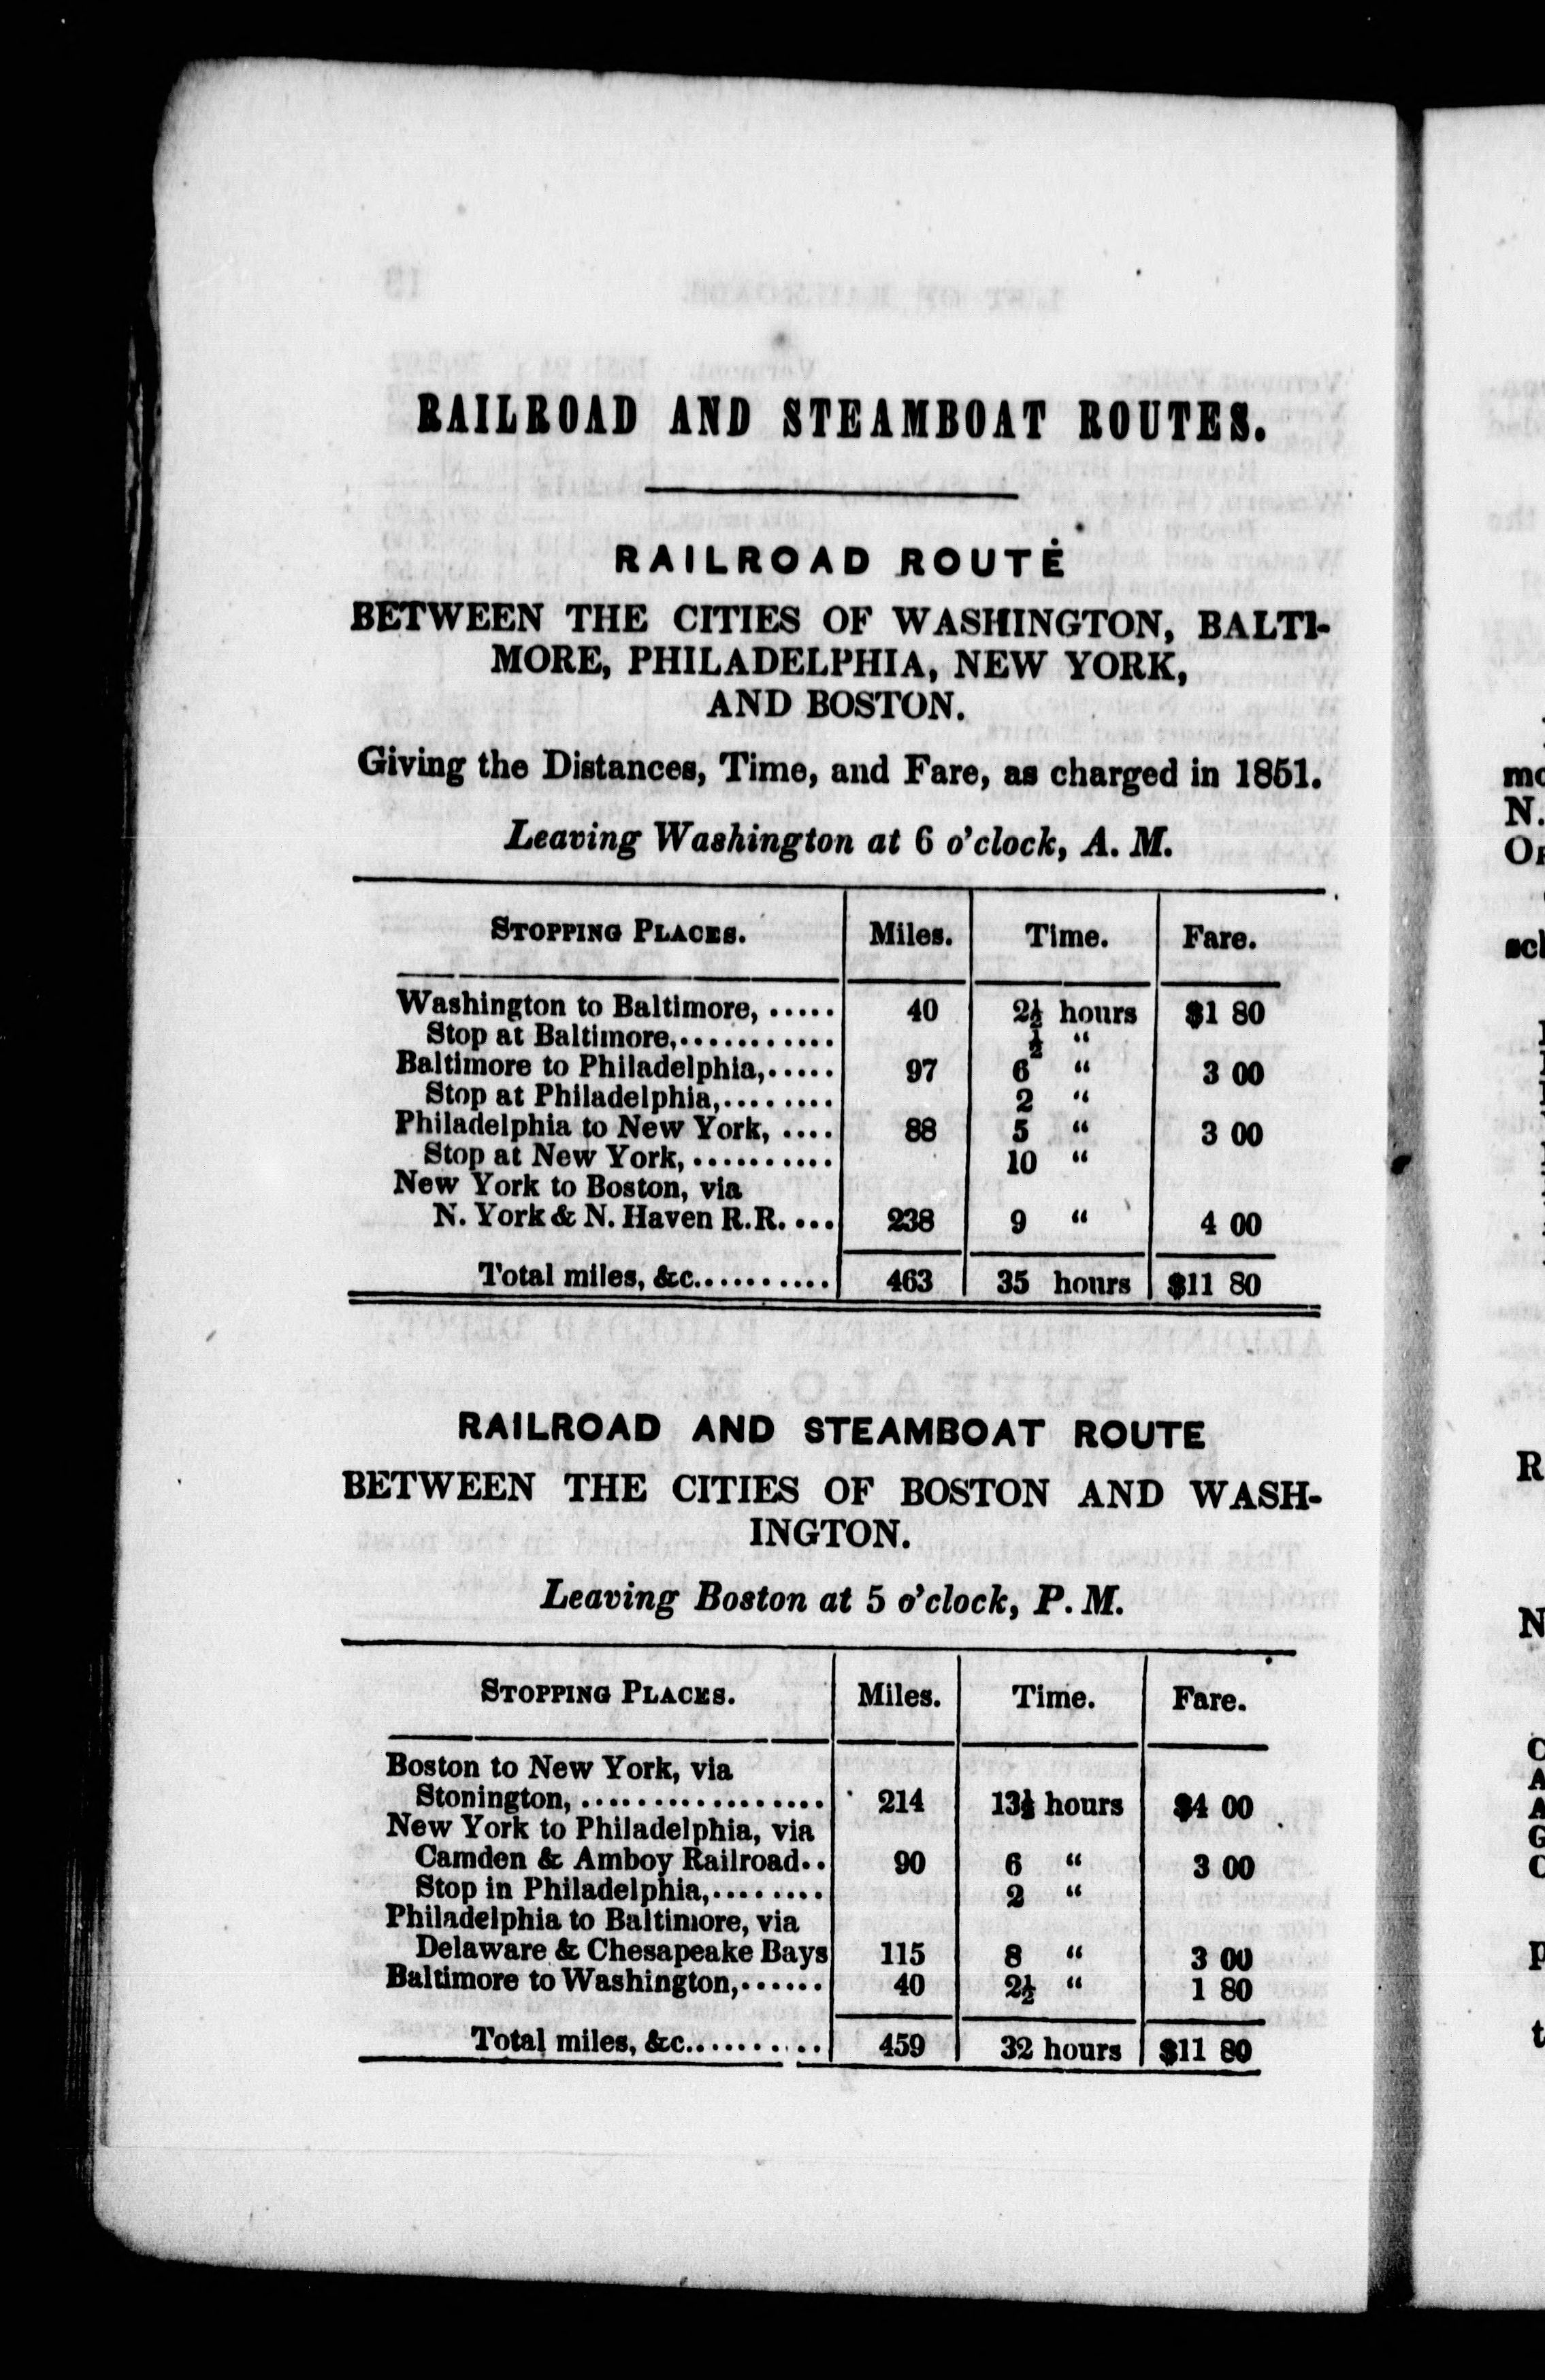 RAILROAD AND STEAMBOAT ROUTES.
RAILROAD ROUTE
BETWEEN THE CITIES OF WASHINGTON, BALTI-
MORE, PHILADELPHIA, NEW YORK,
AND BOSTON.
Giving the Distances, Time, and Fare, as charged in 1851.
Leaving Washington at 6 o'clock, A. M.
STOPPING PLACES. Miles. Time. Fare.
Washington to Baltimore, ..... 40 2½ hours $1 80
Stop at Baltimore,............ ½ "
Baltimore to Philadelphia,..... 97 6 " 3 00
Stop at Philadelphia,........ 2 "
Philadelphia to New York, .... 88 5 " 3 00
Stop at New York, ........... 10 "
New York to Boston, via
N. York & N. Haven R.R. ... 238 9 " 4 00
Total miles, &c........... 463 35 hours $11 80
RAILROAD AND STEAMBOAT ROUTE
BETWEEN THE CITIES OF BOSTON AND WASH-
INGTON.
Leaving Boston at 5 o'clock, P. M.
STOPPING PLACES. Miles. Time. Fare.
Boston to New York, via
Stonington, .................. 214 13½ hours $4 00
New York to Philadelphia, via
Camden & Amboy Railroad.. 90 6 " 3 00
Stop in Philadelphia,........ 2 "
Philadelphia to Baltimore, via
Delaware & Chesapeake Bays 115 8 " 3 00
Baltimore to Washington,...... 40 2½ " 1 80
Total miles, &c.......... 459 32 hours $11 80